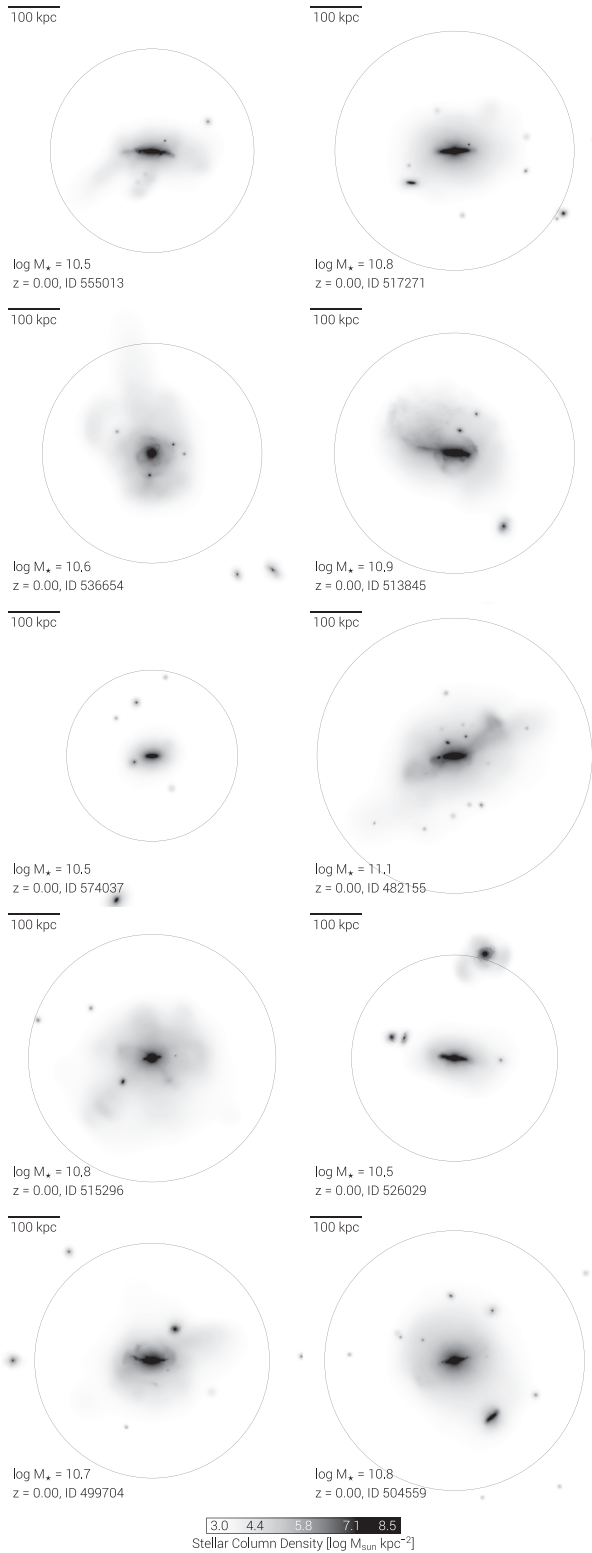 100 kpc
log M⋆ = 10.5
z = 0.00, ID 555013
100 kpc
log M⋆ = 10.8
z = 0.00, ID 517271
100 kpc
log M⋆ = 10.6
z = 0.00, ID 536654
100 kpc
log M⋆ = 10.9
z = 0.00, ID 513845
100 kpc
log M⋆ = 10.5
z = 0.00, ID 574037
100 kpc
log M⋆ = 11.1
z = 0.00, ID 482155
100 kpc
log M⋆ = 10.8
z = 0.00, ID 515296
100 kpc
log M⋆ = 10.5
z = 0.00, ID 526029
100 kpc
log M⋆ = 10.7
z = 0.00, ID 499704
100 kpc
log M⋆ = 10.8
z = 0.00, ID 504559
3.0 4.4 5.8 7.1 8.5
Stellar Column Density [log Msun kpc⁻²]